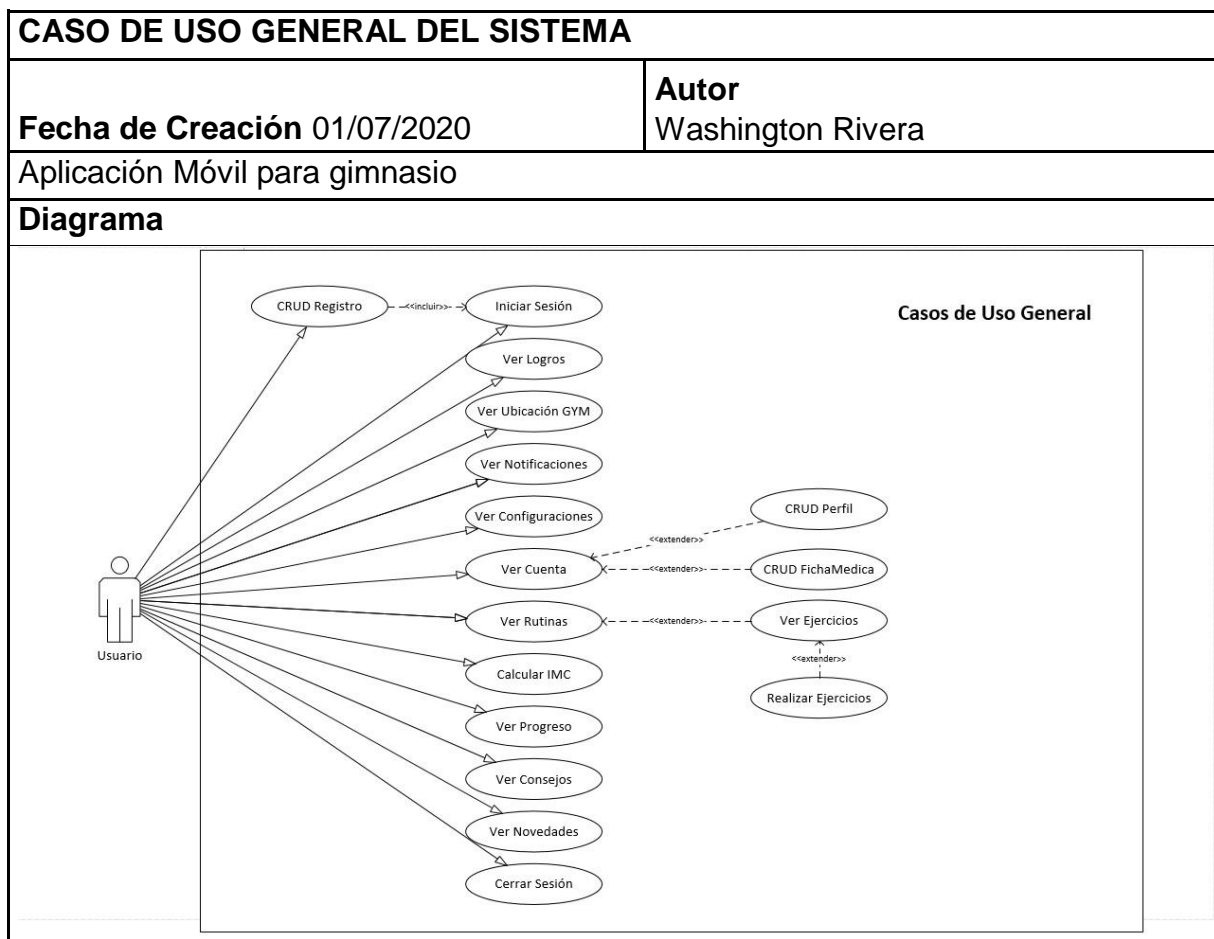 CASO DE USO GENERAL DEL SISTEMA
Fecha de Creación 01/07/2020
Autor
Washington Rivera
Aplicación Móvil para gimnasio
Diagrama
Casos de Uso General
CRUD Registro
<<incluir>>
Iniciar Sesión
Ver Logros
Ver Ubicación GYM
Ver Notificaciones
Ver Configuraciones
CRUD Perfil
<<extender>>
Ver Cuenta
<<extender>>
CRUD FichaMedica
Ver Rutinas
<<extender>>
Ver Ejercicios
<<extender>>
Usuario
Calcular IMC
Realizar Ejercicios
Ver Progreso
Ver Consejos
Ver Novedades
Cerrar Sesión